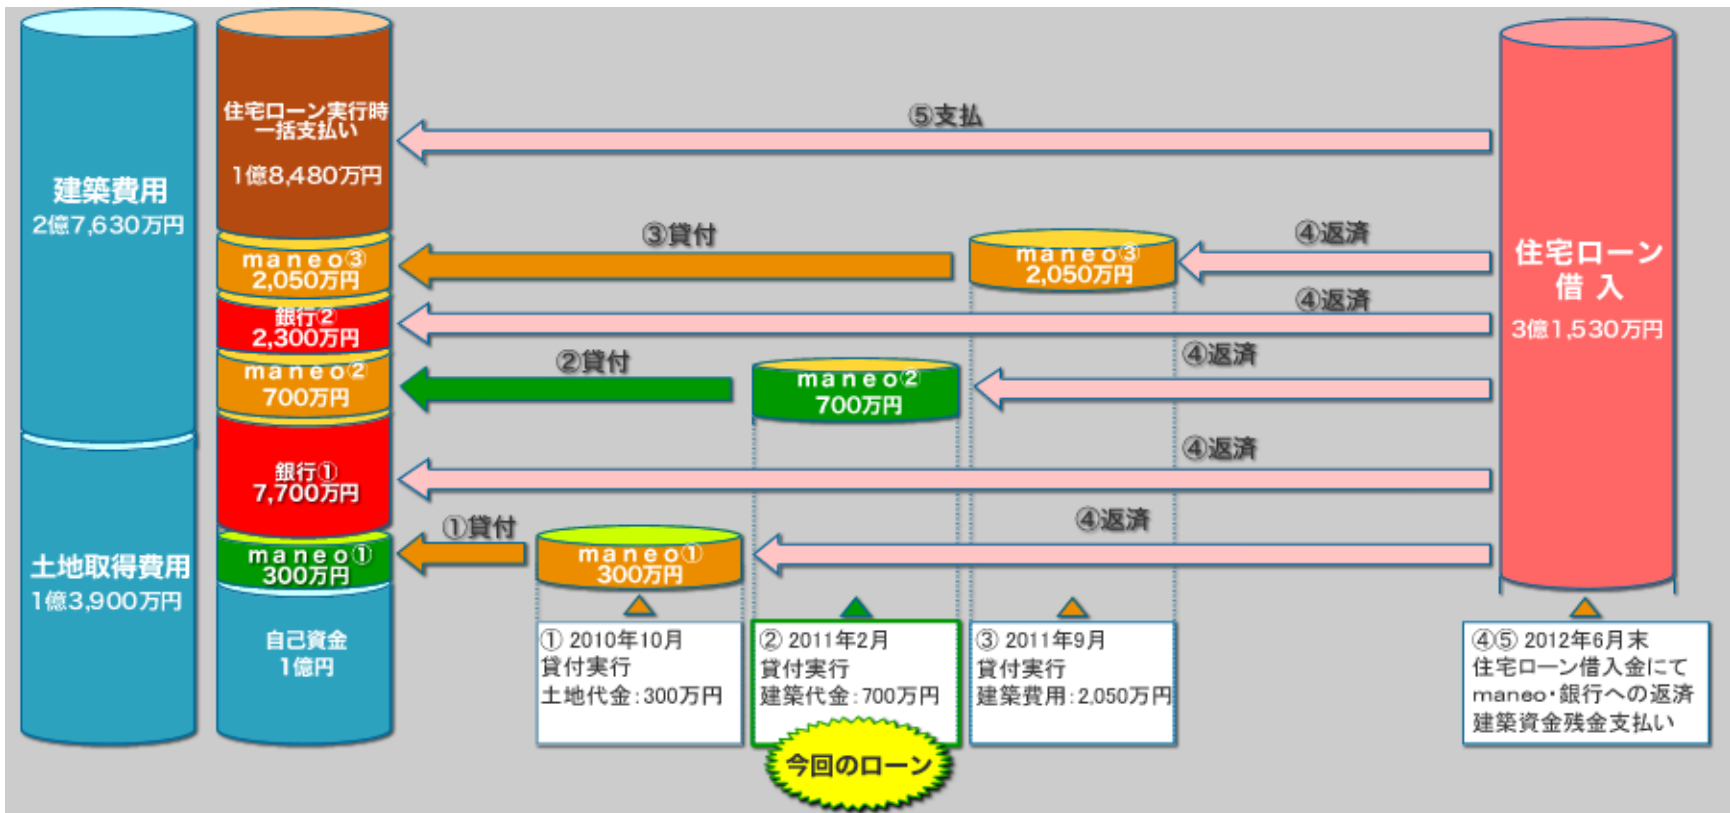 建築費用
2億7,630万円
土地取得費用
1億3,900万円
住宅ローン実行時
一括支払い
1億8,480万円
maneo③
2,050万円
銀行②
2,300万円
maneo②
700万円
銀行①
7,700万円
maneo①
300万円
自己資金
1億円
⑤支払
③貸付
maneo③
2,050万円
④返済
④返済
②貸付
maneo②
700万円
④返済
④返済
①貸付
maneo①
300万円
④返済
住宅ローン
借入
3億1,530万円
① 2010年10月
貸付実行
土地代金:300万円
② 2011年2月
貸付実行
建築代金:700万円
今回のローン
③ 2011年9月
貸付実行
建築費用:2,050万円
④⑤ 2012年6月末
住宅ローン借入金にて
maneo・銀行への返済
建築資金残金支払い